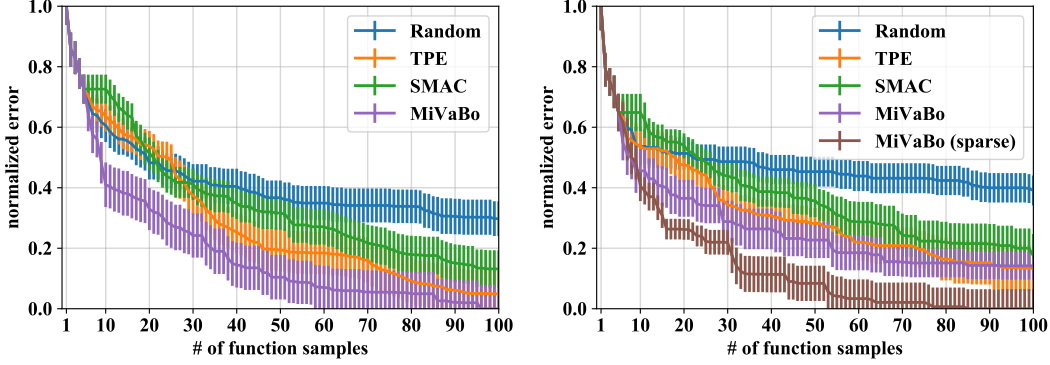 1.0
0.8
0.6
0.4
0.2
0.0
normalized error
1 10 20 30 40 50 60 70 80 90 100
# of function samples
Random
TPE
SMAC
MiVaBo
1.0
0.8
0.6
0.4
0.2
0.0
normalized error
1 10 20 30 40 50 60 70 80 90 100
# of function samples
Random
TPE
SMAC
MiVaBo
MiVaBo (sparse)